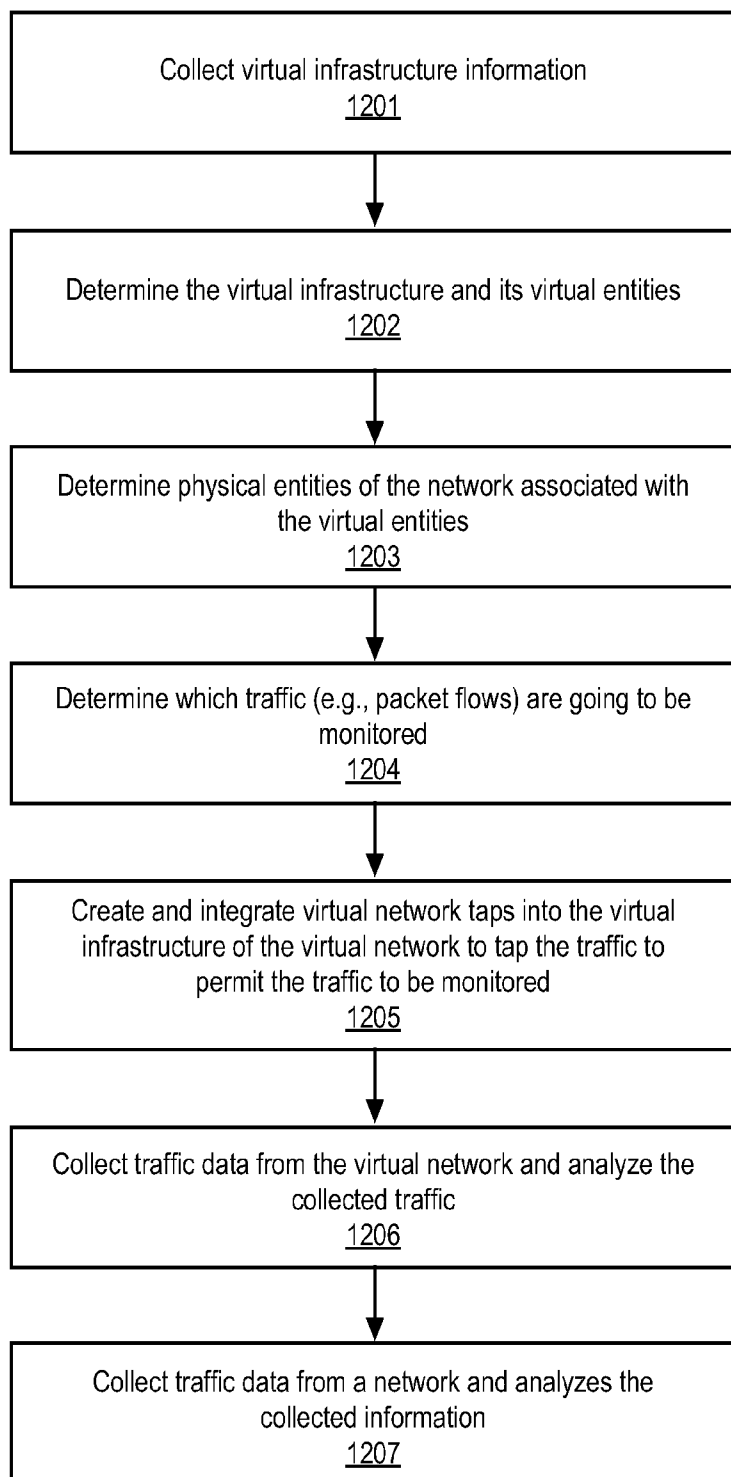 Collect virtual infrastructure information
1201
Determine the virtual infrastructure and its virtual entities
1202
Determine physical entities of the network associated with
the virtual entities
1203
Determine which traffic (e.g., packet flows) are going to be
monitored
1204
Create and integrate virtual network taps into the virtual
infrastructure of the virtual network to tap the traffic to
permit the traffic to be monitored
1205
Collect traffic data from the virtual network and analyze the
collected traffic
1206
Collect traffic data from a network and analyzes the
collected information
1207